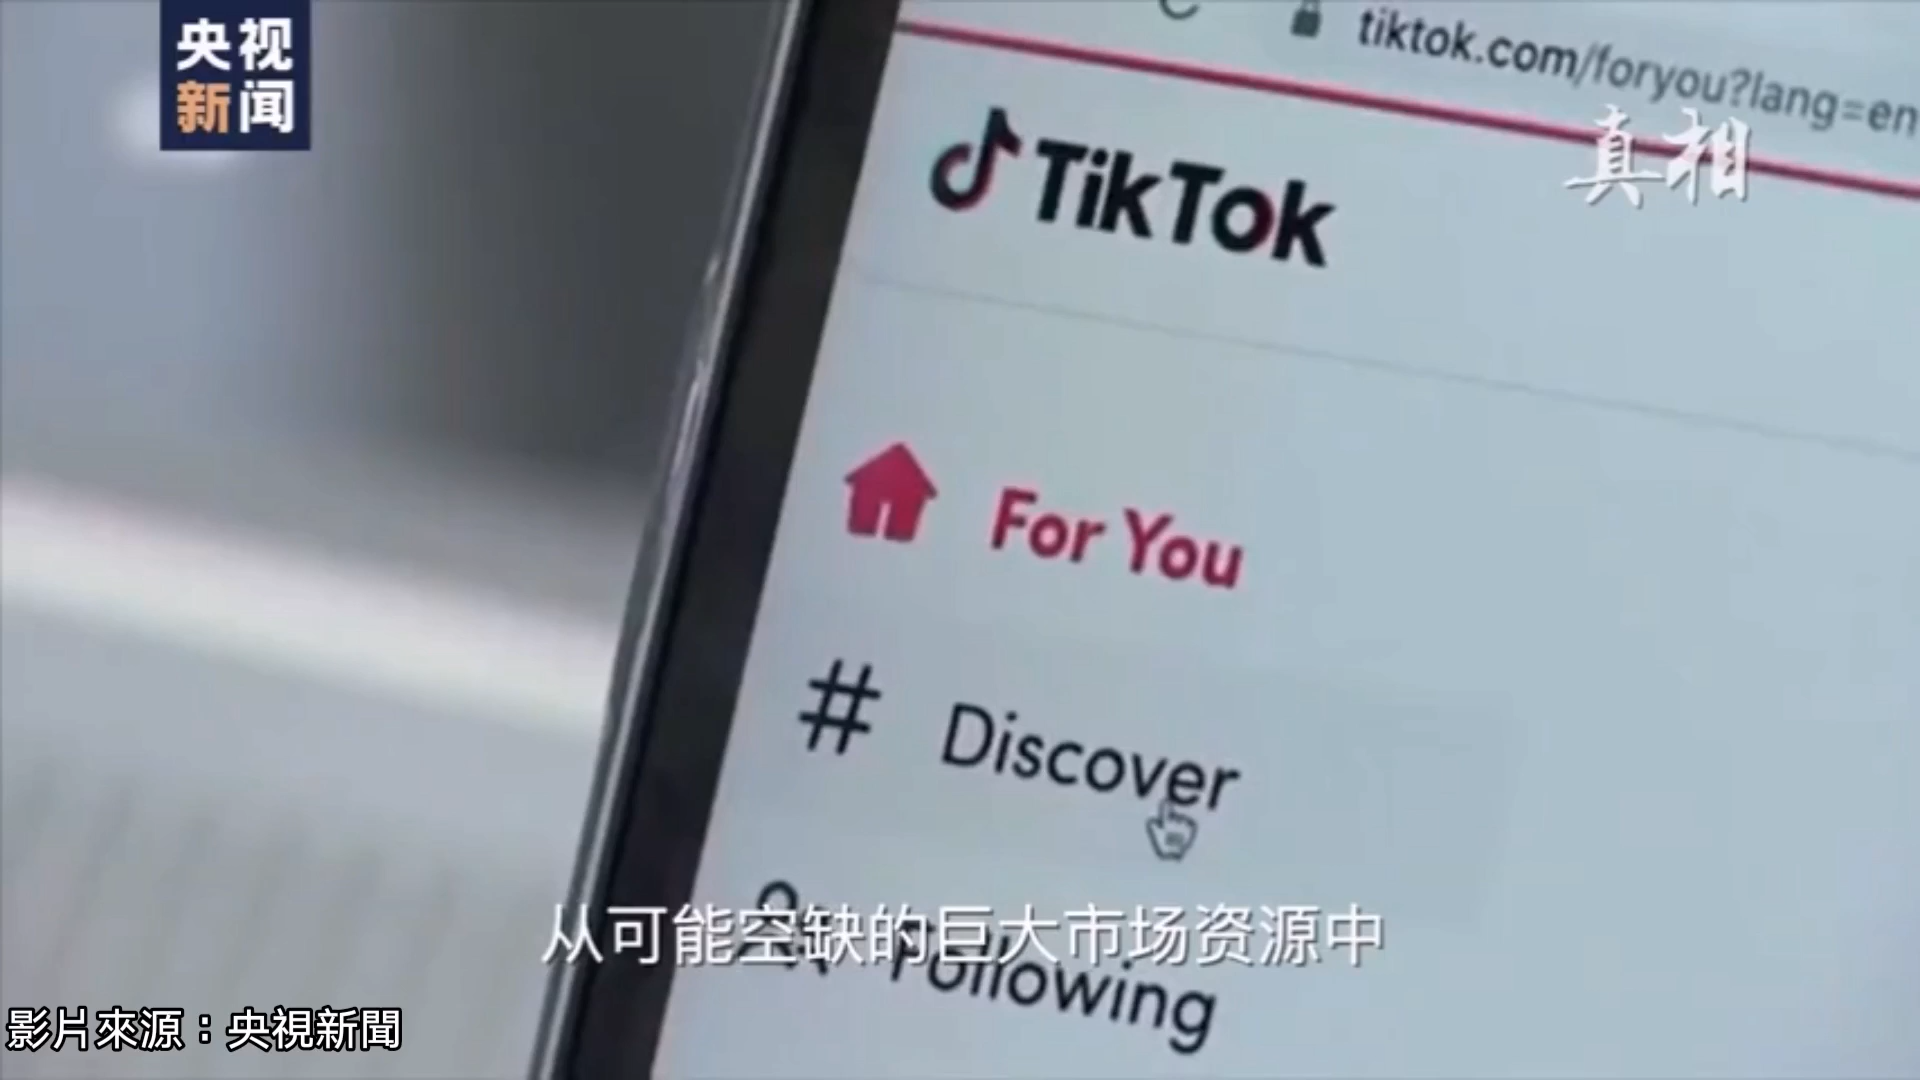 央视
新闻
tiktok.com/foryou?lang=en
真相
TikTok
For You
# Discover
从可能空缺的巨大市场资源中
Following
影片來源：央視新聞